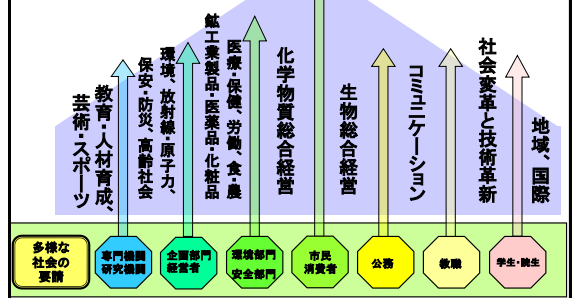 教育・人材育成、
芸術・スポーツ
環境、放射線・原子力、
保安・防災、高齢社会
医療・保健、労働、食・農
鉱工業製品・医薬品・化粧品
化学物質総合経営
生物総合経営
コミュニケーション
社会変革と技術革新
地域、国際
多様な
社会の
要請
専門機関
研究機関
企画部門
経営者
環境部門
安全部門
市民
消費者
公務
教職
学生・院生